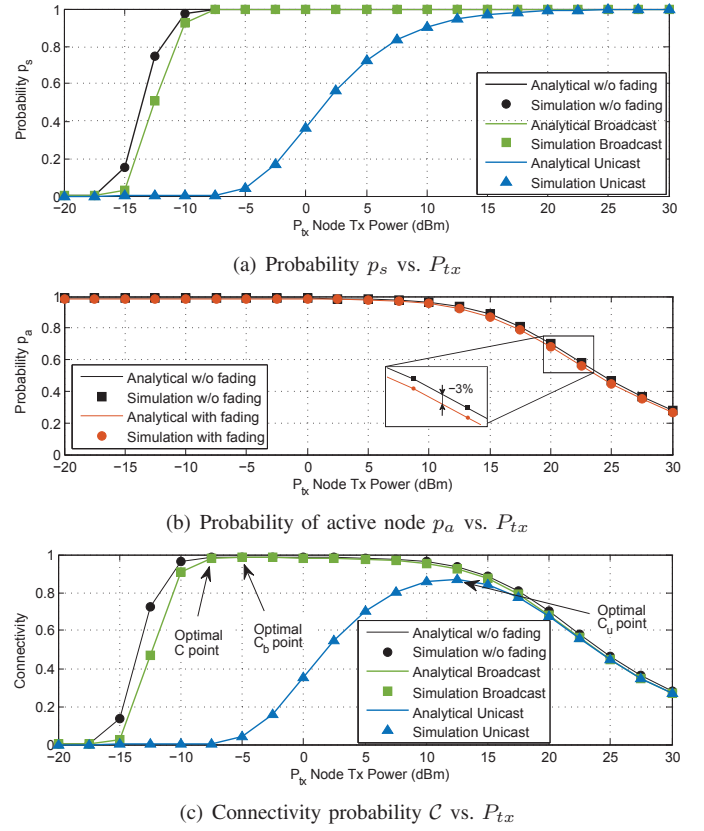 1
0.8
0.6
0.4
0.2
0
Probability p_s
Analytical w/o fading
Simulation w/o fading
Analytical Broadcast
Simulation Broadcast
Analytical Unicast
Simulation Unicast
−20 −15 −10 −5 0 5 10 15 20 25 30
P_tx Node Tx Power (dBm)
(a) Probability p_s vs. P_tx
1
0.8
0.6
0.4
0.2
0
Probability p_a
−3%
Analytical w/o fading
Simulation w/o fading
Analytical with fading
Simulation with fading
−20 −15 −10 −5 0 5 10 15 20 25 30
P_tx Node Tx Power (dBm)
(b) Probability of active node p_a vs. P_tx
1
0.8
0.6
0.4
0.2
0
Connectivity
Optimal
C point
Optimal
C_b point
Optimal
C_u point
Analytical w/o fading
Simulation w/o fading
Analytical Broadcast
Simulation Broadcast
Analytical Unicast
Simulation Unicast
−20 −15 −10 −5 0 5 10 15 20 25 30
P_tx Node Tx Power (dBm)
(c) Connectivity probability C vs. P_tx